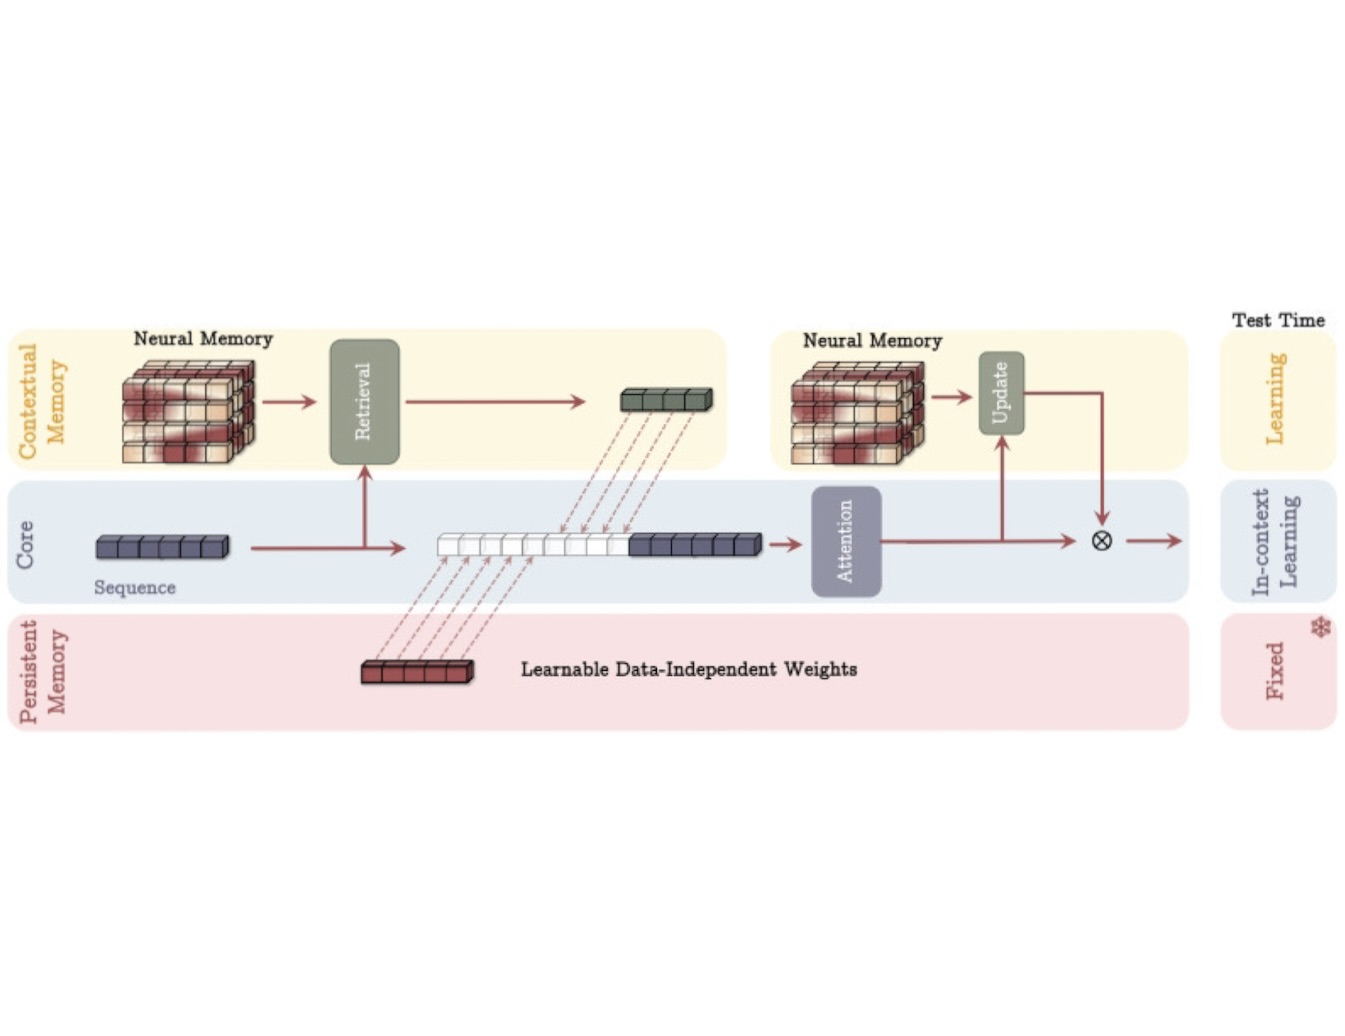 Test Time
Contextual
Memory
Neural Memory
Retrieval
Neural Memory
Update
Learning
Core
Sequence
Attention
In-context
Learning
Persistent
Memory
Learnable Data-Independent Weights
Fixed